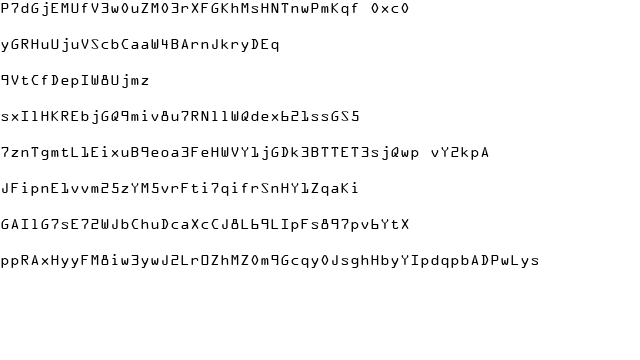 P7dGjEMUfV3w0uZM03rXFGKhMsHNTnwPmKqf 0xc0
yGRHuUjuVScbCaaW4BArnJkryDEq
9VtCfDepIW8Ujmz
sxI1HKREbjGQ9miv8u7RN11WQdex621ssGS5
7znTgmtL1EixuB9eoa3FeHWVY1jGDk3BTTET3sjQwp vY2kpA
JFipnE1vvm25zYM5vrFti7qifrSnHY1ZqaKi
GAI1G7sE72WJbChuDcaXcCJ8L69LIpFs897pv6YtX
ppRAxHyyFM8iw3ywJ2LrOZhMZ0m9Gcqy0JsghHbyYIpdqpbADPwLys